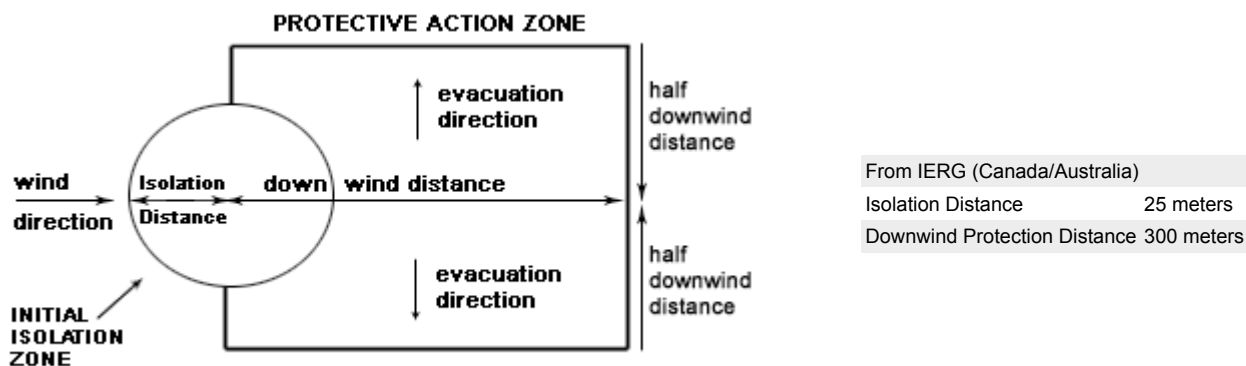 PROTECTIVE ACTION ZONE
evacuation
direction
half
downwind
distance
wind
direction
Isolation
Distance
down wind distance
evacuation
direction
half
downwind
distance
INITIAL
ISOLATION
ZONE
From IERG (Canada/Australia)
Isolation Distance 25 meters
Downwind Protection Distance 300 meters